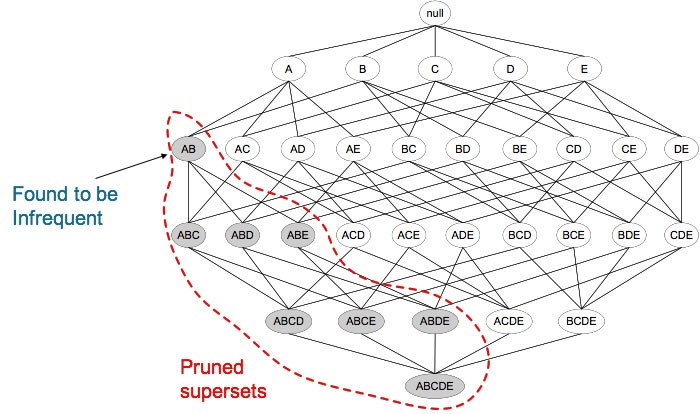 null
A B C D E
AB AC AD AE BC BD BE CD CE DE
Found to be
Infrequent
ABC ABD ABE ACD ACE ADE BCD BCE BDE CDE
ABCD ABCE ABDE ACDE BCDE
Pruned
supersets
ABCDE